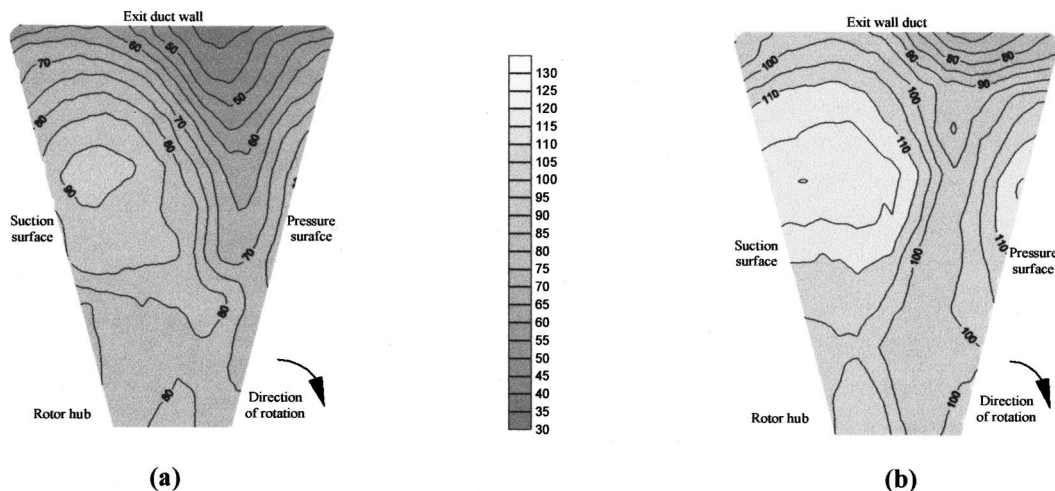 Exit duct wall
70
60
50
50
80
70
60
90
Suction
surface
Pressure
surafce
70
80
80
Rotor hub
Direction
of rotation
(a)
130
125
120
115
110
105
100
95
90
85
80
75
70
65
60
55
50
45
40
35
30
Exit wall duct
100
90
80
80
90
110
100
110
Suction
surface
110
Pressure
surface
100
100
100
Rotor hub
Direction
of rotation
(b)